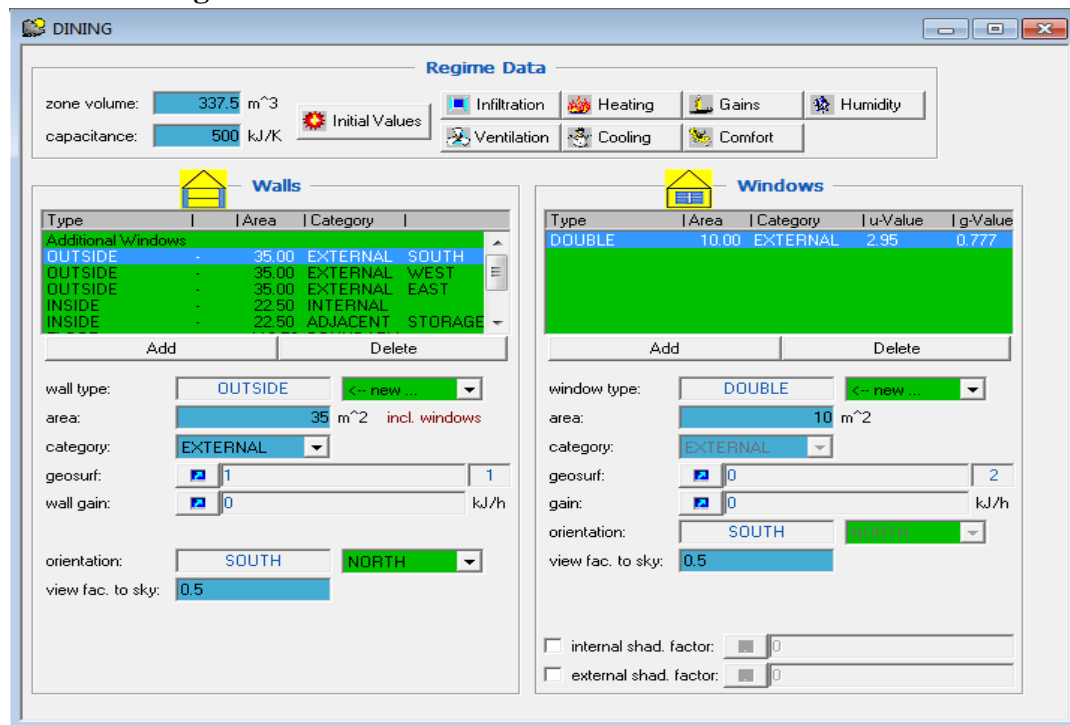 DINING
Regime Data
zone volume: 337.5 m^3
capacitance: 500 kJ/K
Initial Values
Infiltration Heating Gains Humidity
Ventilation Cooling Comfort
Walls
Type | | Area | Category |
Additional Windows
OUTSIDE - 35.00 EXTERNAL SOUTH
OUTSIDE - 35.00 EXTERNAL WEST
OUTSIDE - 35.00 EXTERNAL EAST
INSIDE - 22.50 INTERNAL
INSIDE - 22.50 ADJACENT STORAGE
Add Delete
wall type: OUTSIDE <-- new ...
area: 35 m^2 incl. windows
category: EXTERNAL
geosurf: 1 1
wall gain: 0 kJ/h
orientation: SOUTH NORTH
view fac. to sky: 0.5
Windows
Type | Area | Category | u-Value | g-Value
DOUBLE 10.00 EXTERNAL 2.95 0.777
Add Delete
window type: DOUBLE <-- new ...
area: 10 m^2
category: EXTERNAL
geosurf: 0 2
gain: 0 kJ/h
orientation: SOUTH NORTH
view fac. to sky: 0.5
internal shad. factor: 0
external shad. factor: 0